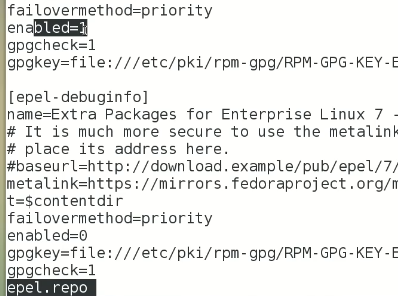 failovermethod=priority
enabled=1
gpgcheck=1
gpgkey=file:///etc/pki/rpm-gpg/RPM-GPG-KEY-E
[epel-debuginfo]
name=Extra Packages for Enterprise Linux 7 -
# It is much more secure to use the metalink
# place its address here.
#baseurl=http://download.example/pub/epel/7/
metalink=https://mirrors.fedoraproject.org/m
t=$contentdir
failovermethod=priority
enabled=0
gpgkey=file:///etc/pki/rpm-gpg/RPM-GPG-KEY-E
gpgcheck=1
epel.repo